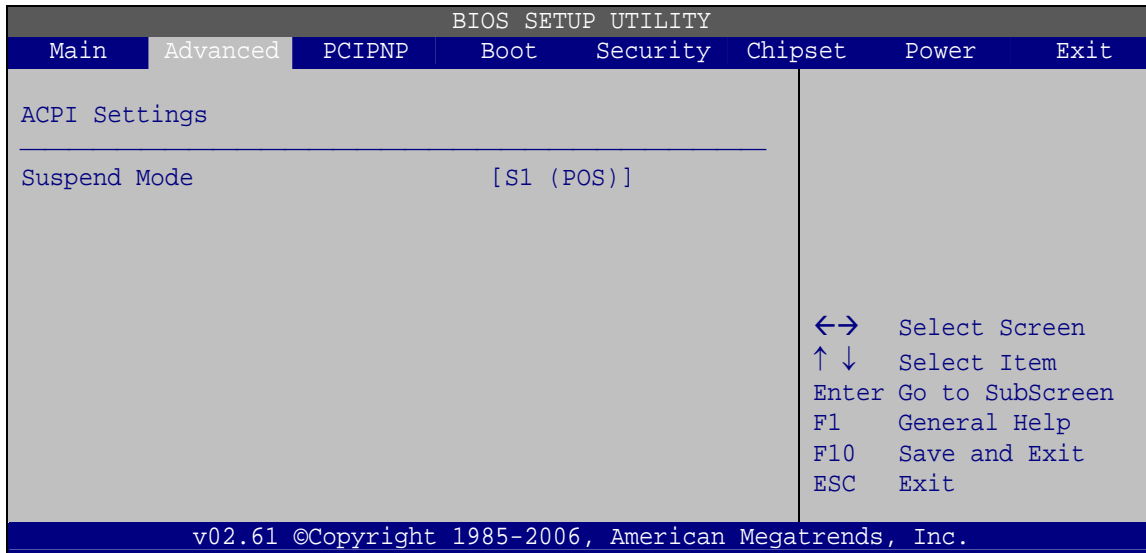 BIOS SETUP UTILITY
Main Advanced PCIPNP Boot Security Chipset Power Exit
ACPI Settings
Suspend Mode [S1 (POS)]
←→ Select Screen
↑ ↓ Select Item
Enter Go to SubScreen
F1 General Help
F10 Save and Exit
ESC Exit
v02.61 ©Copyright 1985-2006, American Megatrends, Inc.